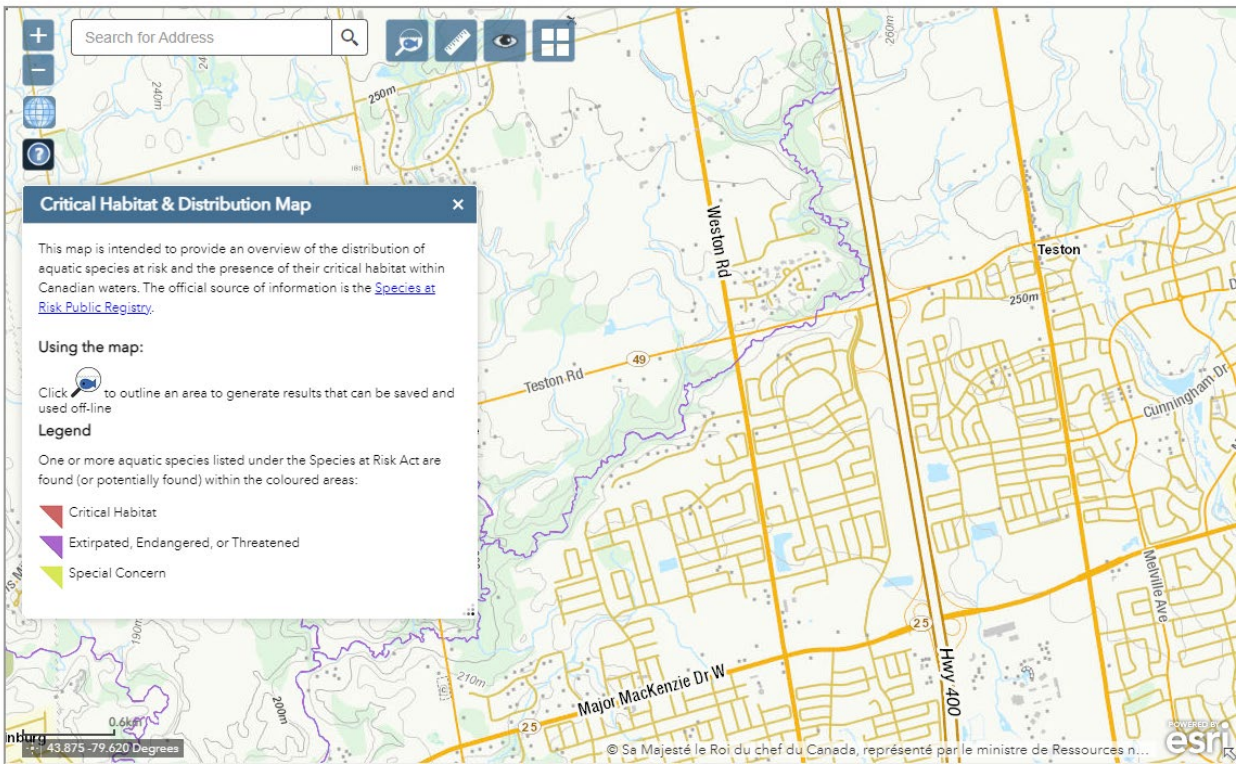 +
Search for Address
−
?
Critical Habitat & Distribution Map
×
This map is intended to provide an overview of the distribution of
aquatic species at risk and the presence of their critical habitat within
Canadian waters. The official source of information is the Species at
Risk Public Registry.
Using the map:
Click to outline an area to generate results that can be saved and
used off-line
Legend
One or more aquatic species listed under the Species at Risk Act are
found (or potentially found) within the coloured areas:
Critical Habitat
Extirpated, Endangered, or Threatened
Special Concern
240m
250m
260m
Weston Rd
Teston
250m
49
Teston Rd
Cunningham Dr
Melville Ave
25
Hwy 400
Major MacKenzie Dr W
25
210m
200m
190m
0.6km
inburg
43.875 -79.620 Degrees
© Sa Majesté le Roi du chef du Canada, représenté par le ministre de Ressources n...
POWERED BY
esri